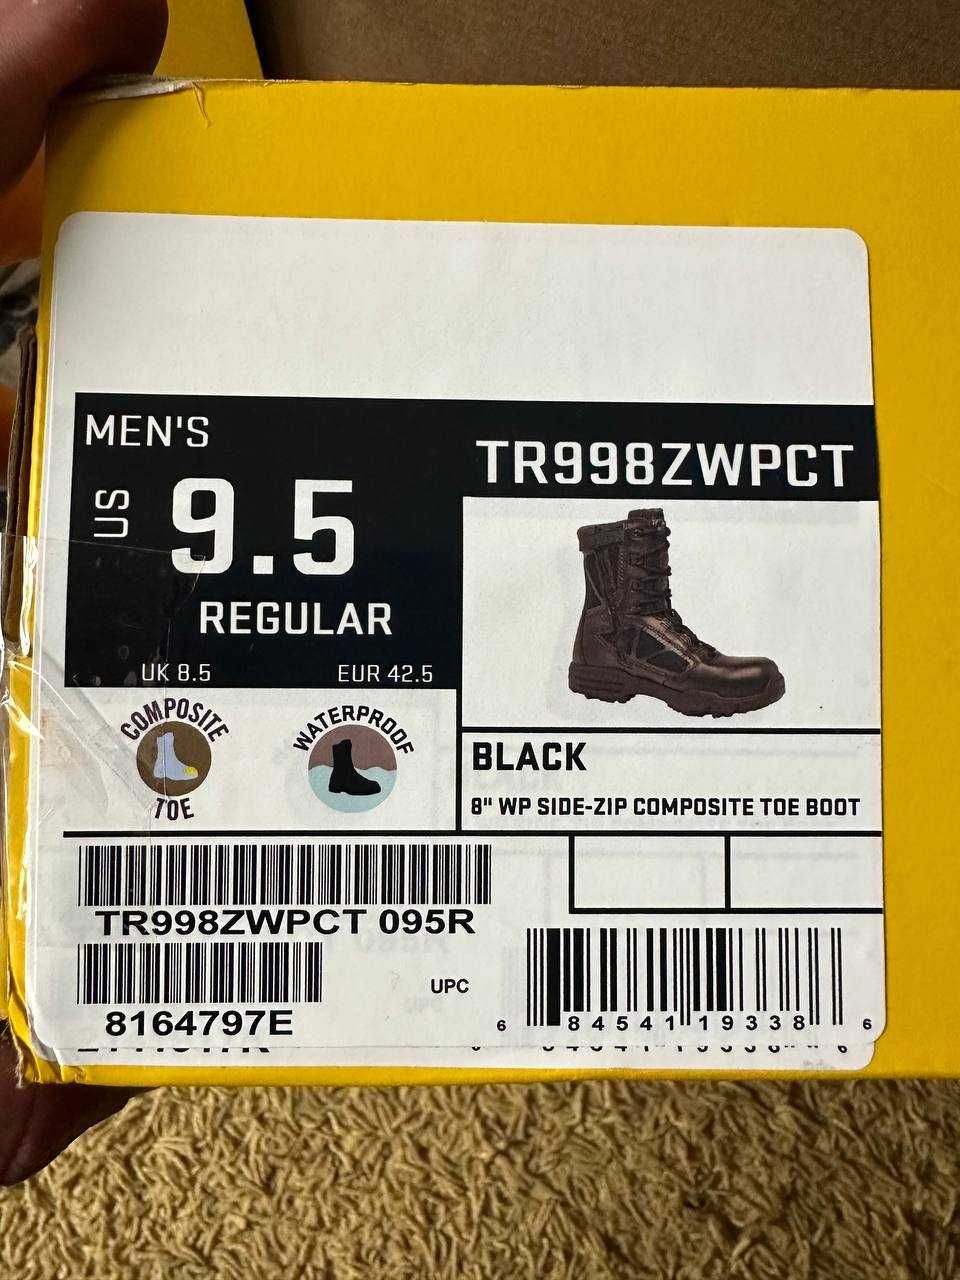 MEN'S
US
9.5
REGULAR
UK 8.5 EUR 42.5
TR998ZWPCT
COMPOSITE
TOE
WATERPROOF
BLACK
8" WP SIDE-ZIP COMPOSITE TOE BOOT
TR998ZWPCT 095R
8164797E
UPC
6 84541 19338 6